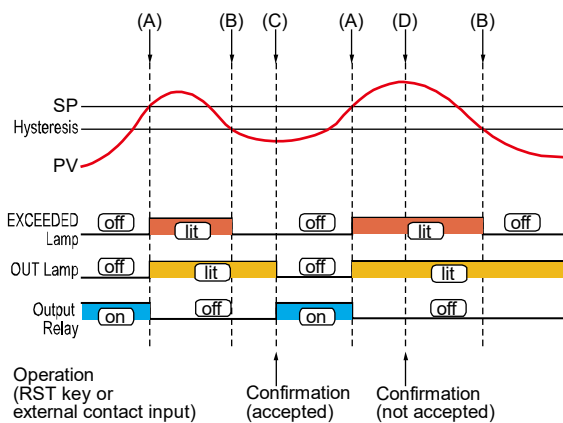 (A) (B) (C) (A) (D) (B)
SP
Hysteresis
PV
EXCEEDED
Lamp
off lit off lit off
OUT Lamp
off lit off lit
Output
Relay
on off on off
Operation
(RST key or
external contact input)
Confirmation
(accepted)
Confirmation
(not accepted)